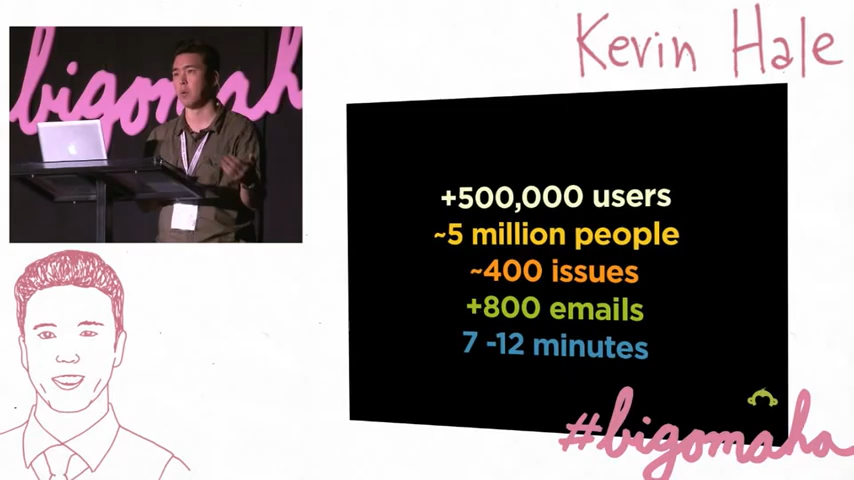 Kevin Hale
bigomaha
+500,000 users
~5 million people
~400 issues
+800 emails
7 -12 minutes
#bigomaha